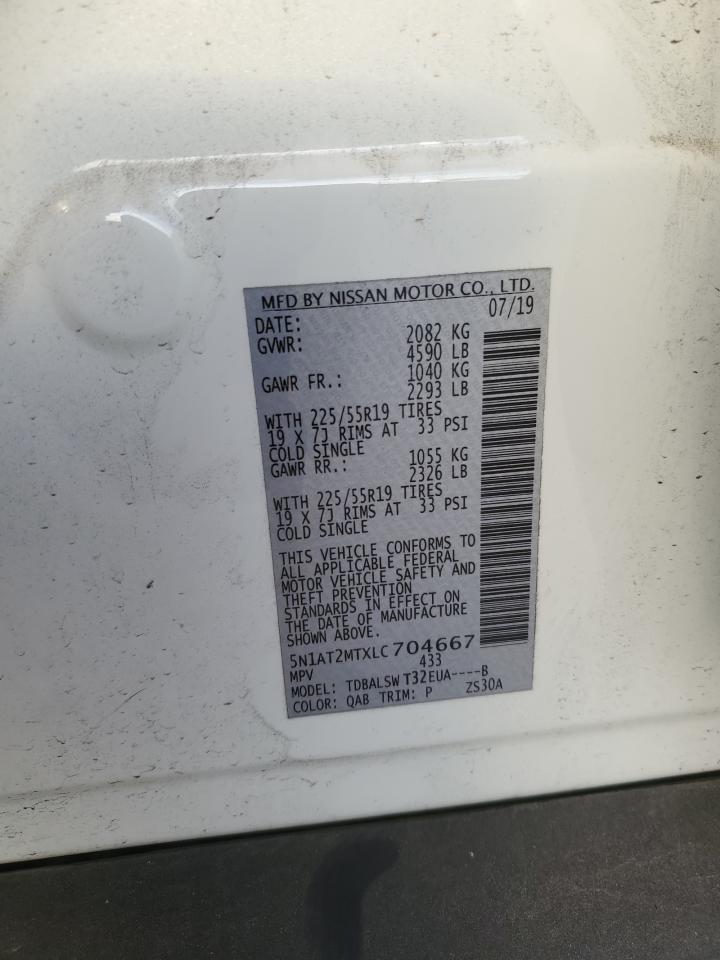 MFD BY NISSAN MOTOR CO., LTD.
DATE: 07/19
GVWR: 2082 KG
4590 LB
GAWR FR.: 1040 KG
2293 LB
WITH 225/55R19 TIRES
19 X 7J RIMS AT 33 PSI
COLD SINGLE
GAWR RR.: 1055 KG
2326 LB
WITH 225/55R19 TIRES
19 X 7J RIMS AT 33 PSI
COLD SINGLE
THIS VEHICLE CONFORMS TO
ALL APPLICABLE FEDERAL
MOTOR VEHICLE SAFETY AND
THEFT PREVENTION
STANDARDS IN EFFECT ON
THE DATE OF MANUFACTURE
SHOWN ABOVE.
5N1AT2MTXLC704667
MPV 433
MODEL: TDBALSW T32EUA----B
COLOR: QAB TRIM: P ZS30A